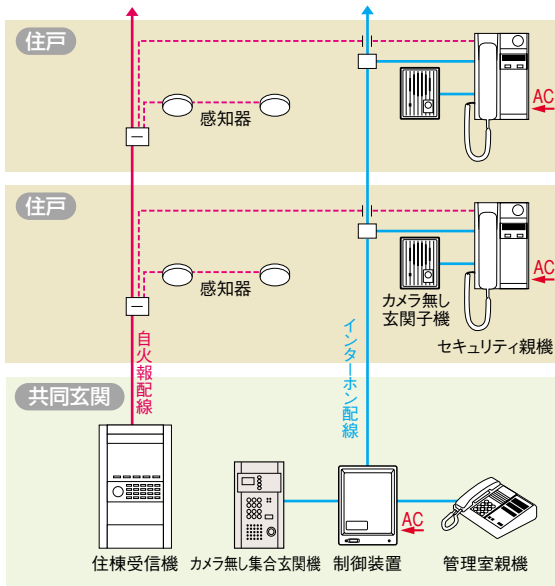 住戸
感知器
AC
住戸
感知器
カメラ無し
玄関子機
AC
セキュリティ親機
自火報配線
インターホン配線
共同玄関
AC
住棟受信機
カメラ無し集合玄関機
制御装置
管理室親機